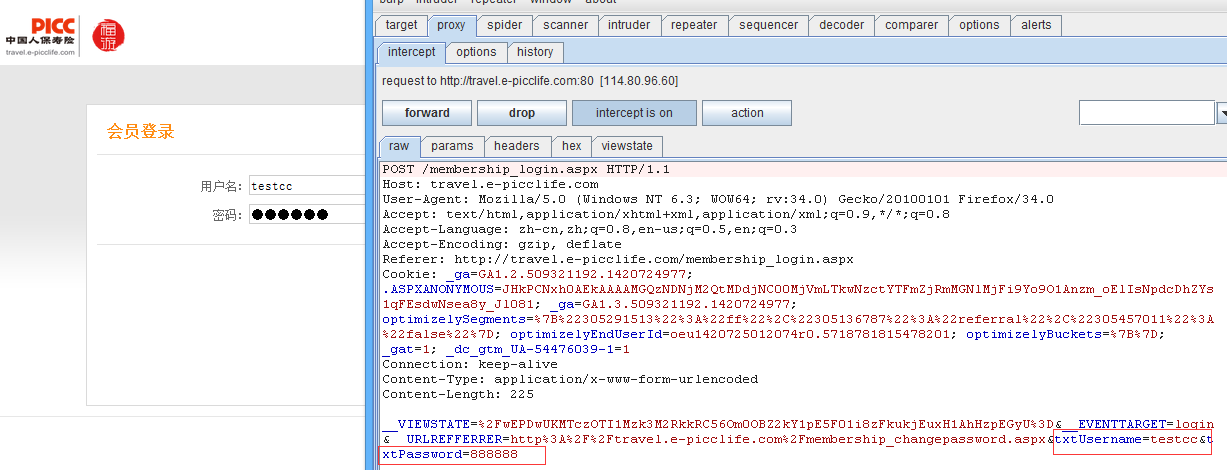 PICC
中国人保寿险
travel.e-picclife.com
福游
会员登录
用户名:
testcc
密码:
●●●●●●
burp intruder repeater window about
target proxy spider scanner intruder repeater sequencer decoder comparer options alerts
intercept options history
request to http://travel.e-picclife.com:80 [114.80.96.60]
forward drop intercept is on action
raw params headers hex viewstate
POST /membership_login.aspx HTTP/1.1
Host: travel.e-picclife.com
User-Agent: Mozilla/5.0 (Windows NT 6.3; WOW64; rv:34.0) Gecko/20100101 Firefox/34.0
Accept: text/html,application/xhtml+xml,application/xml;q=0.9,*/*;q=0.8
Accept-Language: zh-cn,zh;q=0.8,en-us;q=0.5,en;q=0.3
Accept-Encoding: gzip, deflate
Referer: http://travel.e-picclife.com/membership_login.aspx
Cookie: _ga=GA1.2.509321192.1420724977;
.ASPXANONYMOUS=JHkPCNxhOAEkAAAAMGQzNDNjM2QtMDdjNC00MjVmLTkwNzctYTFmZjRmMGNlMjFi9Yo9O1Anzm_oElIsNpdcDhZYs
1qFEsdwNsea8y_Jl081; _ga=GA1.3.509321192.1420724977;
optimizelySegments=%7B%22305291513%22%3A%22ff%22%2C%22305136787%22%3A%22referral%22%2C%22305457011%22%3A
%22false%22%7D; optimizelyEndUserId=oeu1420725012074r0.5718781815478201; optimizelyBuckets=%7B%7D;
_gat=1; _dc_gtm_UA-54476039-1=1
Connection: keep-alive
Content-Type: application/x-www-form-urlencoded
Content-Length: 225
__VIEWSTATE=%2FwEPDwUKMTczOTI1Mzk3M2RkkRC56OmOOBZ2kY1pE5FO1i8zFkukjEuxH1AhHzpEGyU%3D&__EVENTTARGET=login
&__URLREFFERRER=http%3A%2F%2Ftravel.e-picclife.com%2Fmembership_changepassword.aspx&txtUsername=testcc&t
xtPassword=888888